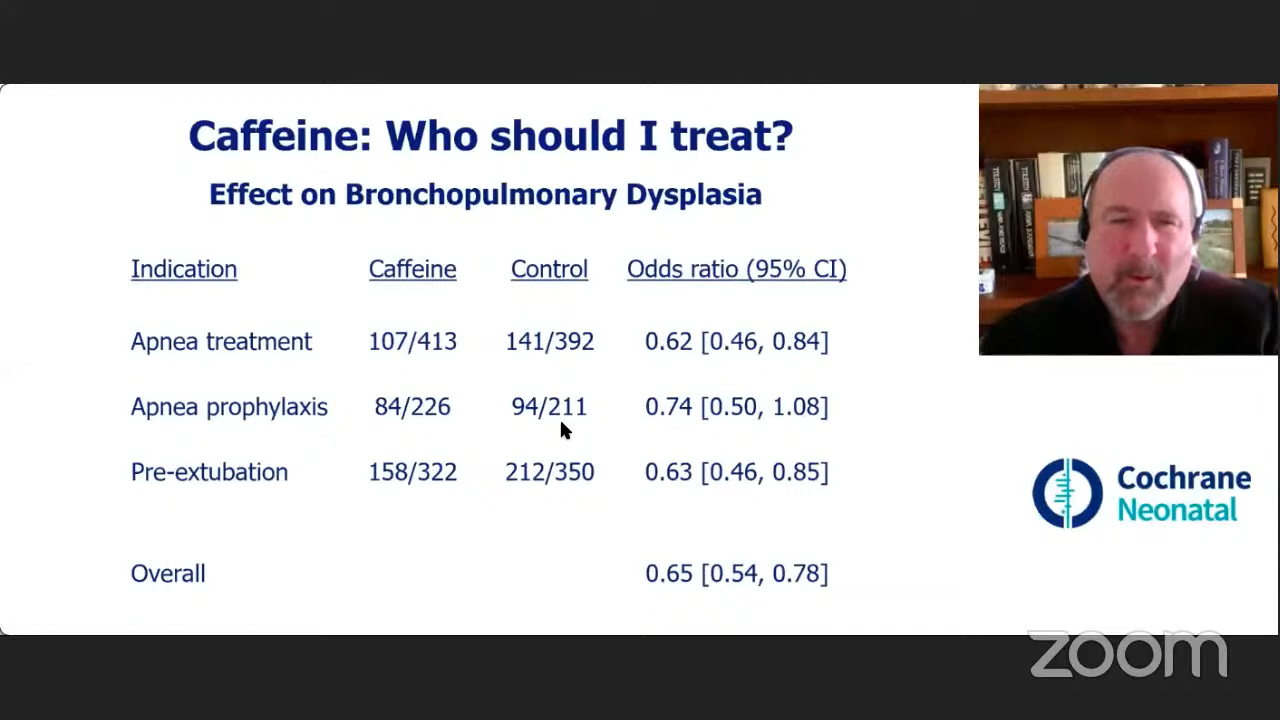 Caffeine: Who should I treat?
Effect on Bronchopulmonary Dysplasia
Indication Caffeine Control Odds ratio (95% CI)
Apnea treatment 107/413 141/392 0.62 [0.46, 0.84]
Apnea prophylaxis 84/226 94/211 0.74 [0.50, 1.08]
Pre-extubation 158/322 212/350 0.63 [0.46, 0.85]
Overall 0.65 [0.54, 0.78]
TOLSTOY
Cochrane
Neonatal
zoom